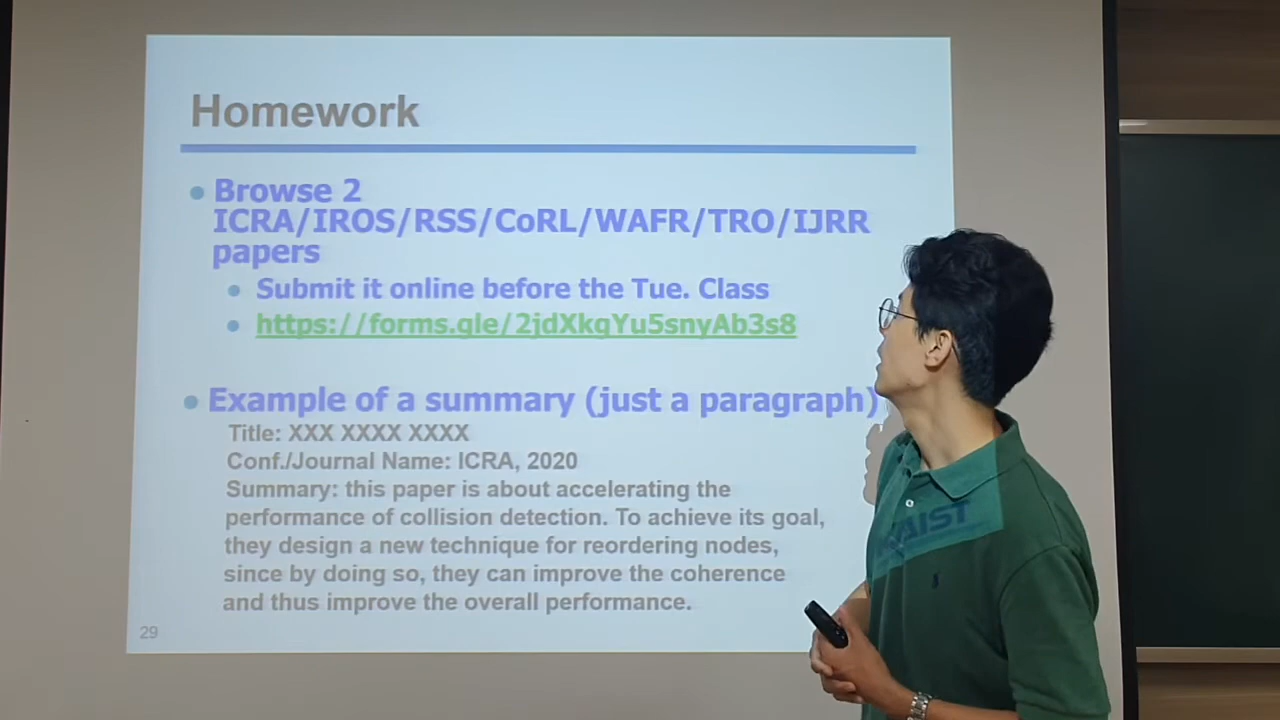 Homework
Browse 2
ICRA/IROS/RSS/CoRL/WAFR/TRO/IJRR
papers
Submit it online before the Tue. Class
https://forms.gle/2jdXkqYu5snyAb3s8
Example of a summary (just a paragraph)
Title: XXX XXXX XXXX
Conf./Journal Name: ICRA, 2020
Summary: this paper is about accelerating the
performance of collision detection. To achieve its goal,
they design a new technique for reordering nodes,
since by doing so, they can improve the coherence
and thus improve the overall performance.
29
KAIST